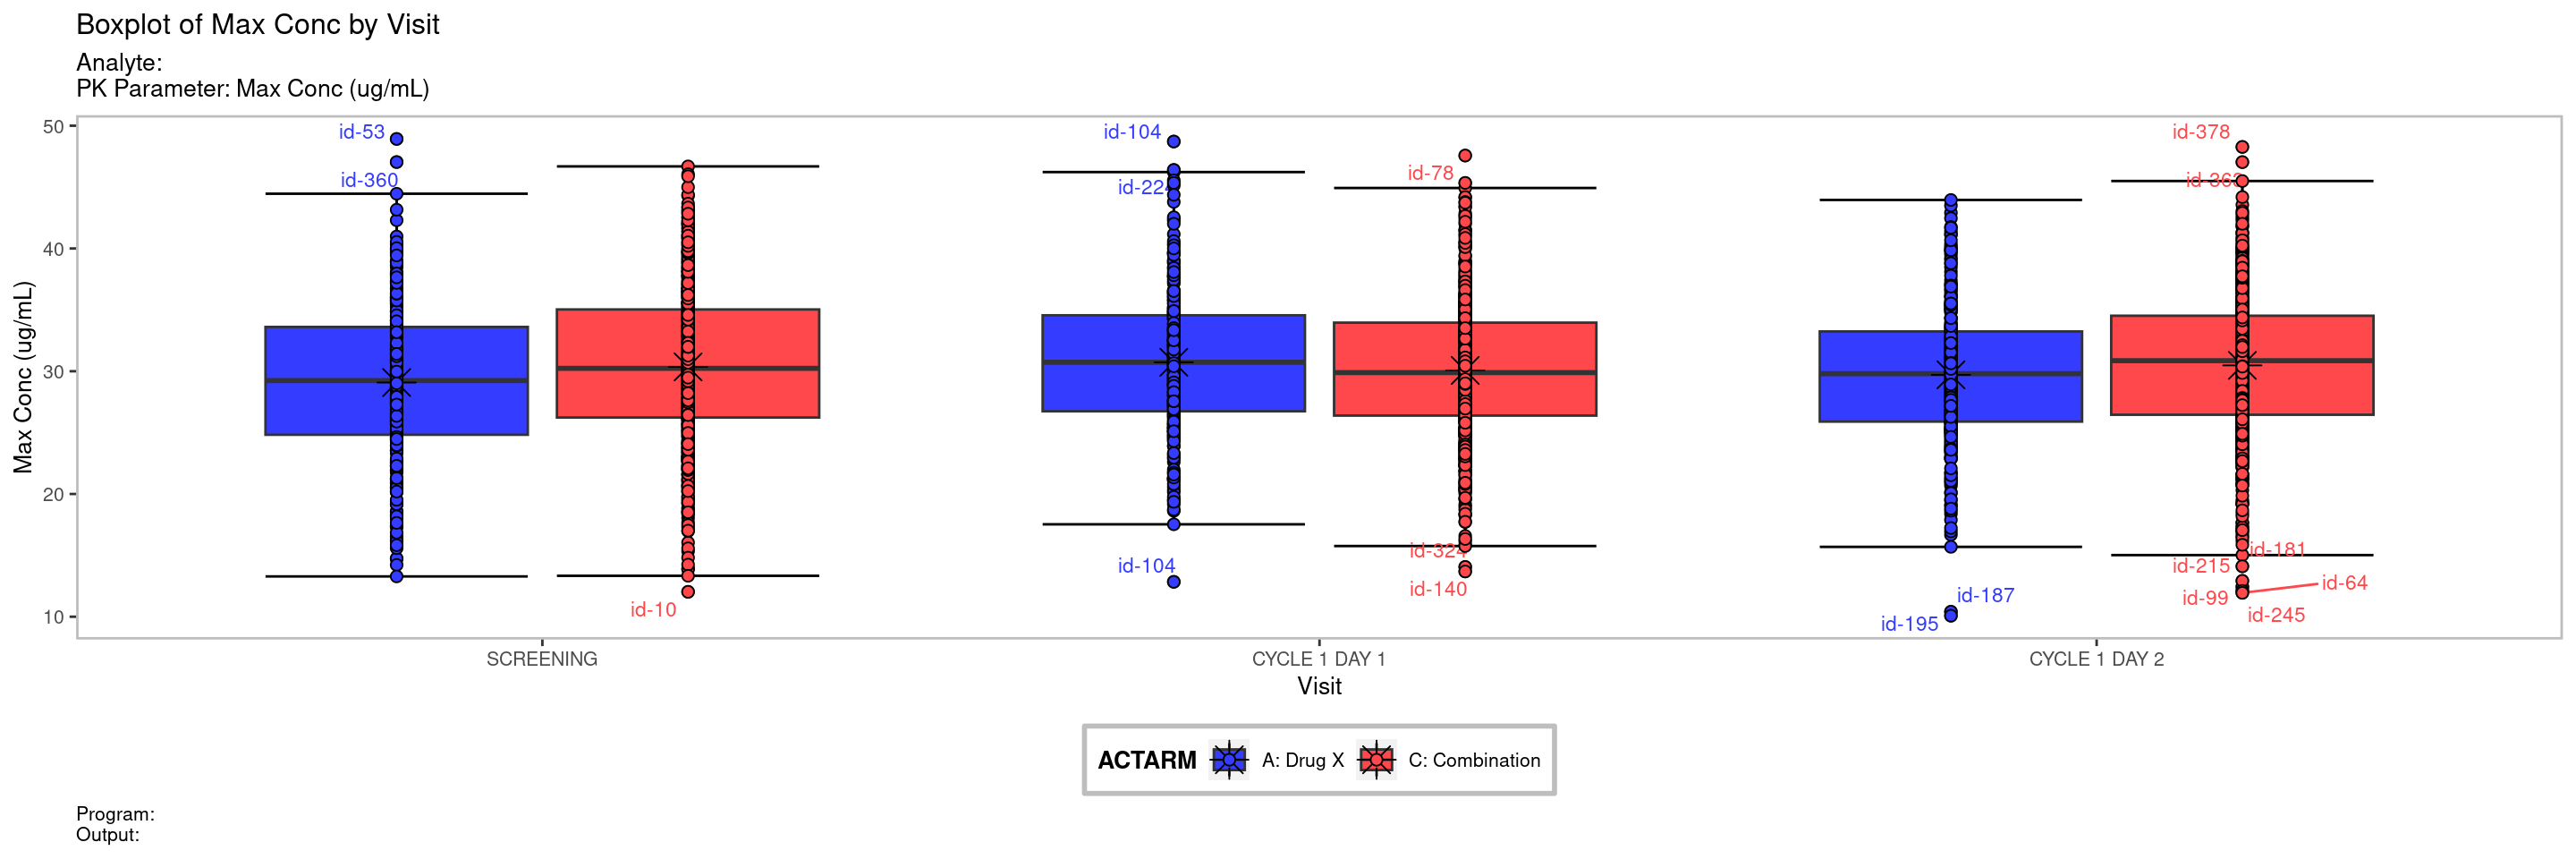 Boxplot of Max Conc by Visit
Analyte:
PK Parameter: Max Conc (ug/mL)
Max Conc (ug/mL)
50
40
30
20
10
id-53
id-360
id-10
id-104
id-224
id-104
id-78
id-324
id-140
id-187
id-195
id-378
id-181
id-215
id-64
id-99
id-245
SCREENING
CYCLE 1 DAY 1
CYCLE 1 DAY 2
Visit
ACTARM
A: Drug X
C: Combination
Program:
Output: